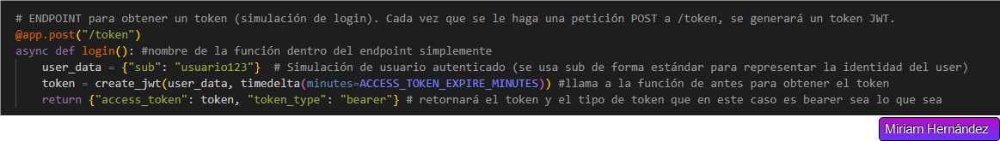 # ENDPOINT para obtener un token (simulación de login). Cada vez que se le haga una petición POST a /token, se generará un token JWT.
@app.post("/token")
async def login(): #nombre de la función dentro del endpoint simplemente
    user_data = {"sub": "usuario123"}  # Simulación de usuario autenticado (se usa sub de forma estándar para representar la identidad del user)
    token = create_jwt(user_data, timedelta(minutes=ACCESS_TOKEN_EXPIRE_MINUTES)) #llama a la función de antes para obtener el token
    return {"access_token": token, "token_type": "bearer"} # retornará el token y el tipo de token que en este caso es bearer sea lo que sea
Miriam Hernández